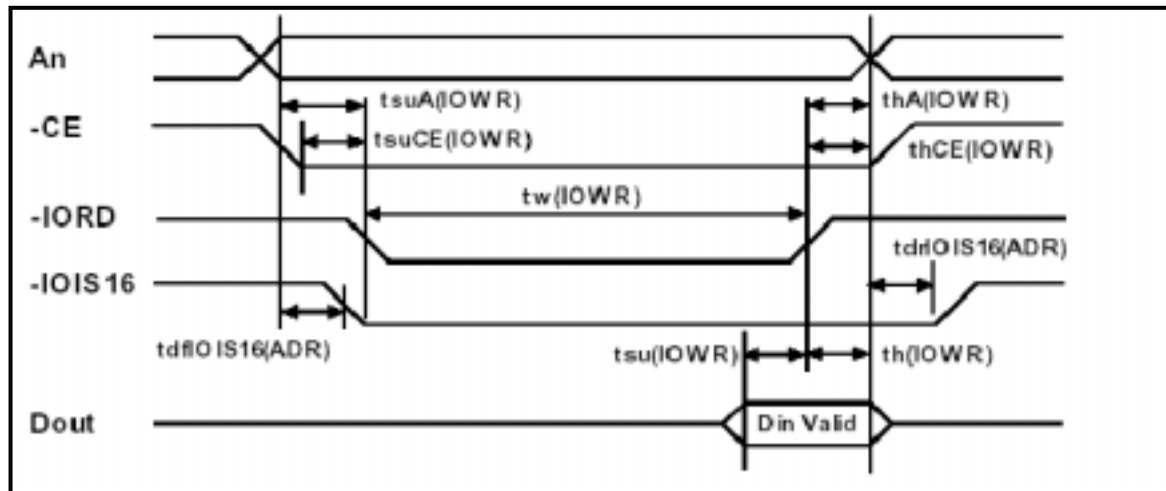 An
tsuA(IOWR)
thA(IOWR)
-CE
tsuCE(IOWR)
thCE(IOWR)
tw(IOWR)
-IORD
tdrIOIS16(ADR)
-IOIS16
tdfIOIS16(ADR)
tsu(IOWR)
th(IOWR)
Dout
Din Valid